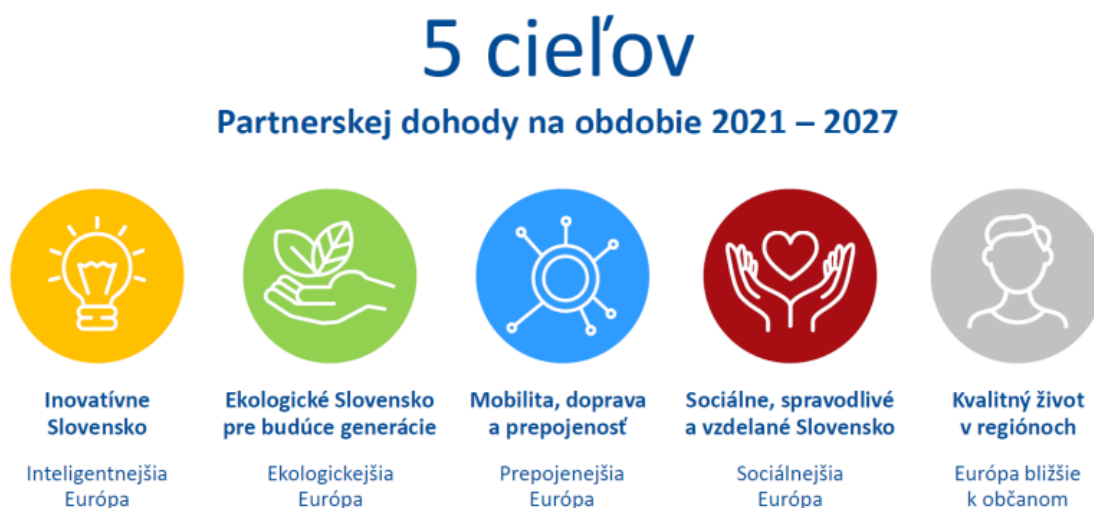 5 cieľov
Partnerskej dohody na obdobie 2021 – 2027
Inovatívne
Slovensko
Inteligentnejšia
Európa
Ekologické Slovensko
pre budúce generácie
Ekologickejšia
Európa
Mobilita, doprava
a prepojenosť
Prepojenejšia
Európa
Sociálne, spravodlivé
a vzdelané Slovensko
Sociálnejšia
Európa
Kvalitný život
v regiónoch
Európa bližšie
k občanom